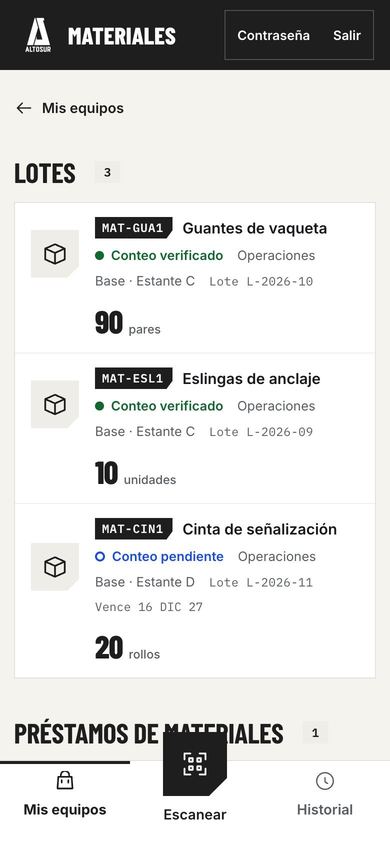 ALTOSUR
MATERIALES
Contraseña
Salir
← Mis equipos
LOTES 3
MAT-GUA1 Guantes de vaqueta
Conteo verificado Operaciones
Base · Estante C Lote L-2026-10
90 pares
MAT-ESL1 Eslingas de anclaje
Conteo verificado Operaciones
Base · Estante C Lote L-2026-09
10 unidades
MAT-CIN1 Cinta de señalización
Conteo pendiente Operaciones
Base · Estante D Lote L-2026-11
Vence 16 DIC 27
20 rollos
PRÉSTAMOS DE MATERIALES 1
Mis equipos
Escanear
Historial